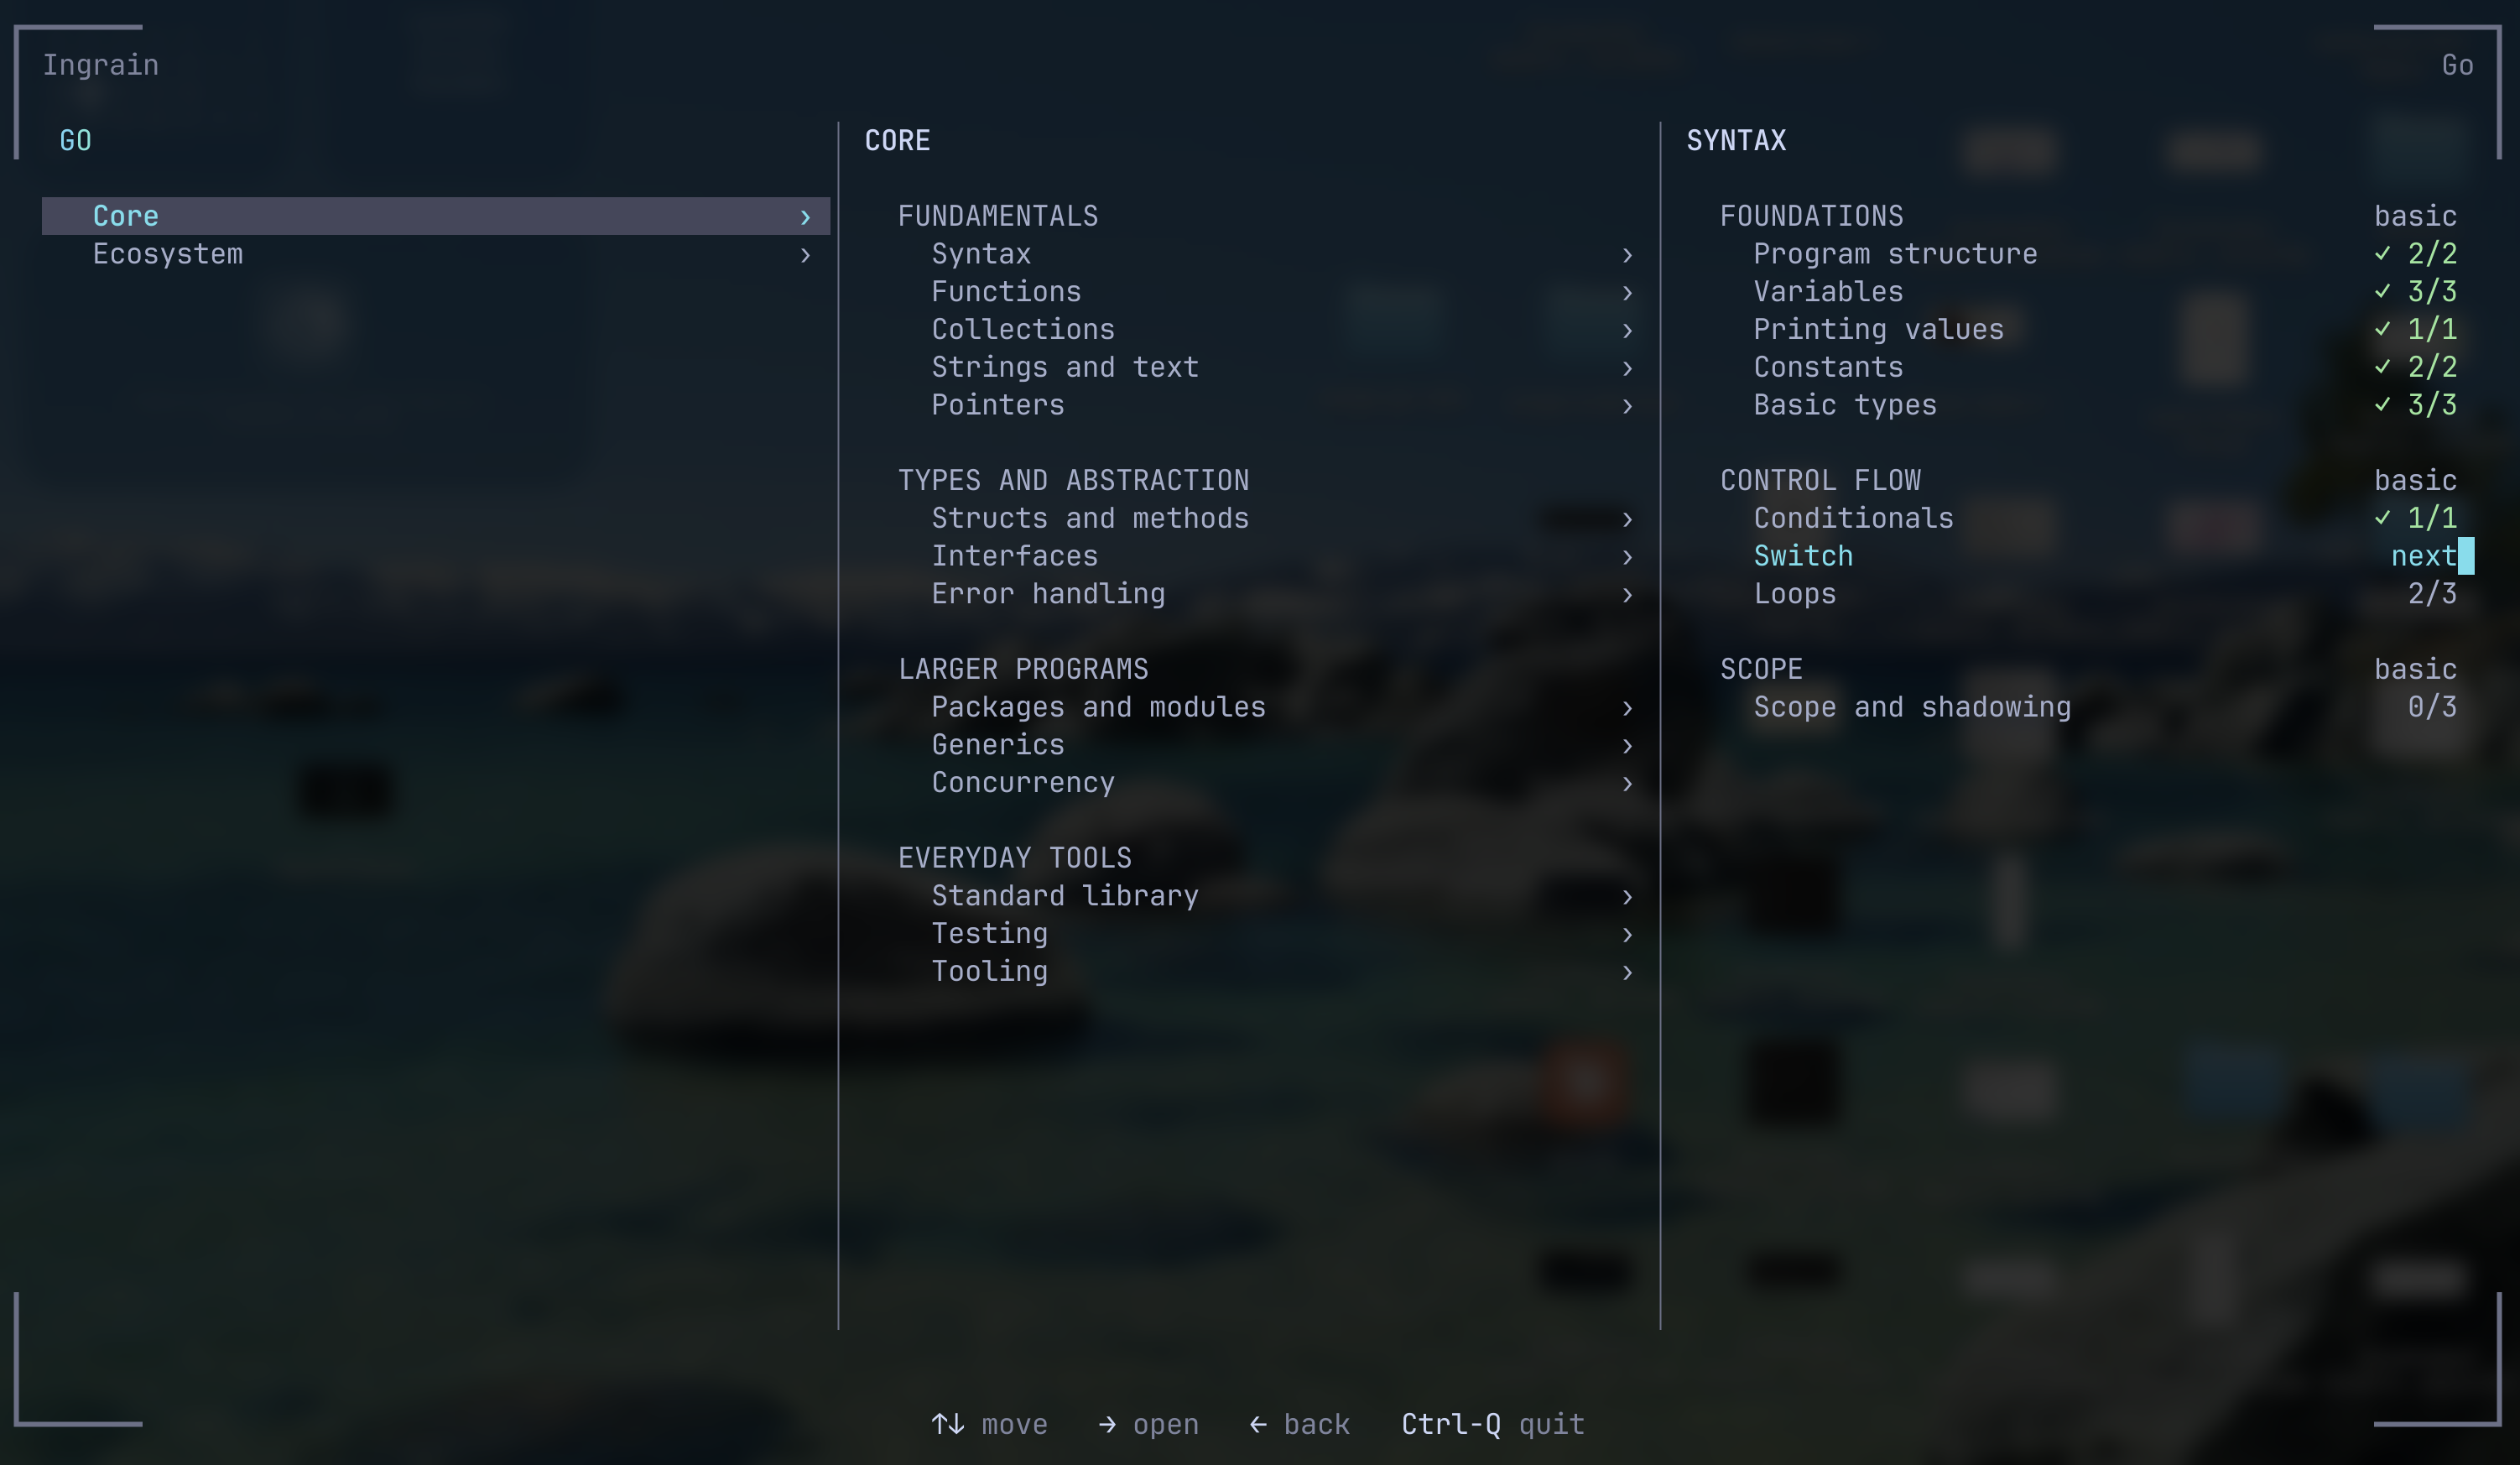 Ingrain
Go
GO
Core ›
Ecosystem ›
CORE
FUNDAMENTALS
Syntax ›
Functions ›
Collections ›
Strings and text ›
Pointers ›
TYPES AND ABSTRACTION
Structs and methods ›
Interfaces ›
Error handling ›
LARGER PROGRAMS
Packages and modules ›
Generics ›
Concurrency ›
EVERYDAY TOOLS
Standard library ›
Testing ›
Tooling ›
SYNTAX
FOUNDATIONS basic
Program structure ✓ 2/2
Variables ✓ 3/3
Printing values ✓ 1/1
Constants ✓ 2/2
Basic types ✓ 3/3
CONTROL FLOW basic
Conditionals ✓ 1/1
Switch next
Loops 2/3
SCOPE basic
Scope and shadowing 0/3
↑↓ move → open ← back Ctrl-Q quit